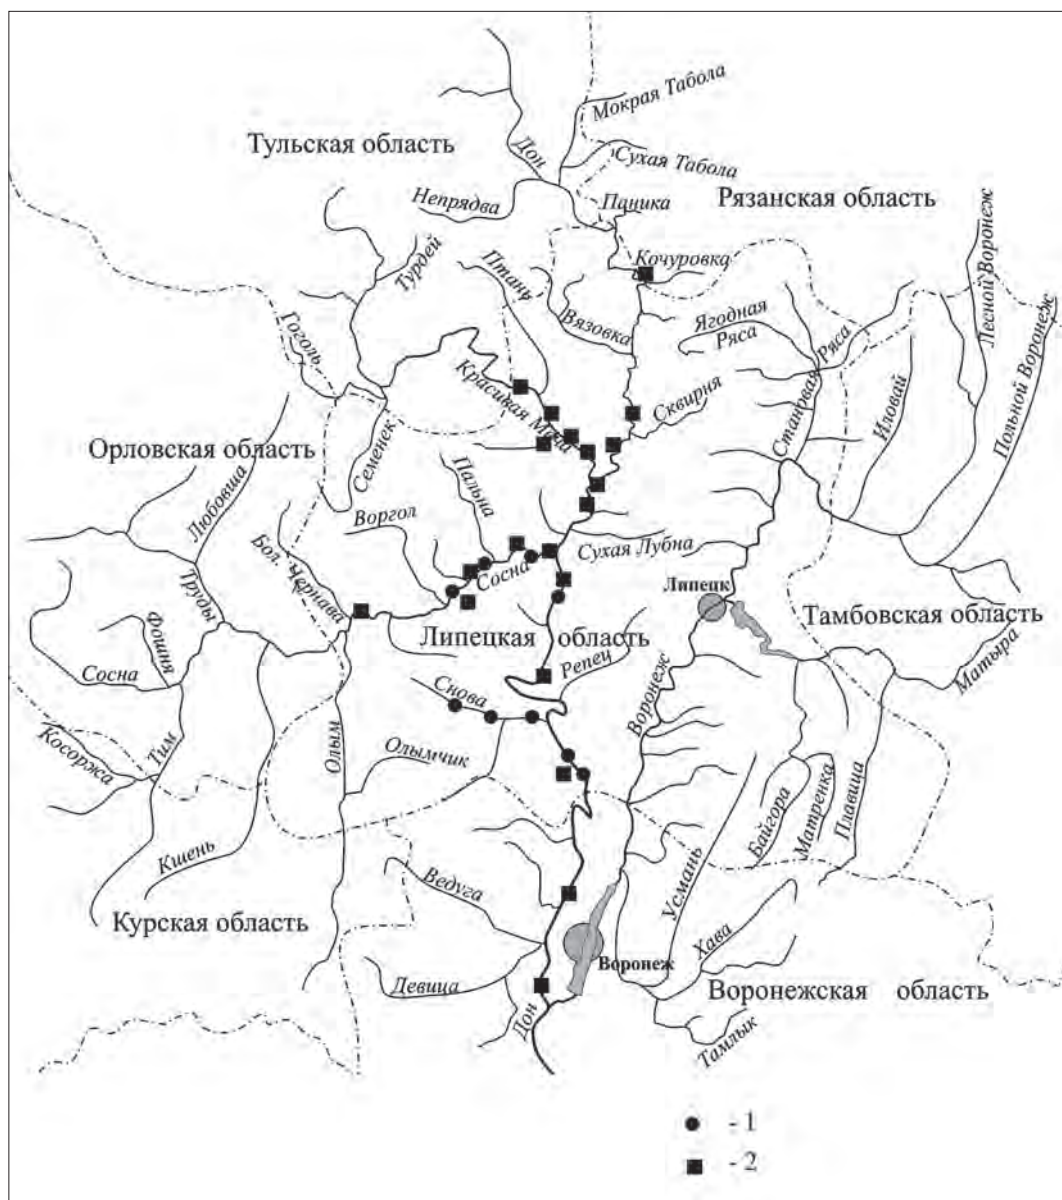 Мокрая Табола
Тульская область
Дон
Сухая Табола
Непрядва
Паника
Рязанская область
Лесной Воронеж
Турдей
Птань
Кочуровка
Гоголь
Вязовка
Ягодная
Ряса
Становая Ряса
Иловай
Польной Воронеж
Красивая Меча
Сквирня
Орловская область
Любовша
Семенек
Пальна
Воргол
Бол. Чернава
Сосна
Сухая Лубна
Липецк
Труды
Фошня
Липецкая область
Тамбовская область
Репец
Матыра
Сосна
Снова
Воронеж
Косоржа
Тим
Олым
Олымчик
Кшень
Байгора
Матренка
Плавица
Ведуга
Усмань
Курская область
Хава
Воронеж
Девица
Воронежская область
Дон
Тамлык
- 1
- 2